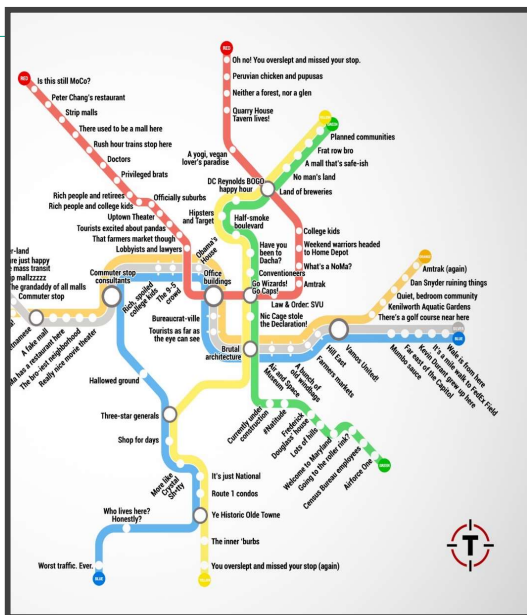 RED
Oh no! You overslept and missed your stop.
Peruvian chicken and pupusas
Neither a forest, nor a glen
Quarry House
Tavern lives!
A yogi, vegan
lover's paradise
RED
Is this still MoCo?
Peter Chang's restaurant
Strip malls
There used to be a mall here
Rush hour trains stop here
Doctors
Privileged brats
Rich people and retirees
Officially suburbs
Rich people and college kids
Uptown Theater
Tourists excited about pandas
That farmers market though
Lobbyists and lawyers
Planned communities
Frat row bro
A mall that's safe-ish
No man's land
Land of breweries
DC Reynolds BOGO
happy hour
Hipsters
and Target
Half-smoke
boulevard
Have you
been to
Dacha?
Conventioneers
Go Wizards!
Go Caps!
College kids
Weekend warriors headed
to Home Depot
What's a NoMa?
Amtrak
Law & Order: SVU
Nic Cage stole
the Declaration!
Obama's
House
Office
buildings
The 9-5
crowd
Rich, spoiled
college kids
Commuter stop
consultants
Bureaucrat-ville
Tourists as far as
the eye can see
Brutal
architecture
er-land
ere just happy
e mass transit
p mallzzzzz
The grandaddy of all malls
Commuter stop
etnamese
A fake mall
The boo-jiest neighborhood
Really nice movie theater
Amtrak (again)
Dan Snyder ruining things
Quiet, bedroom community
Kenilworth Aquatic Gardens
There's a golf course near here
Wale is from here
It's a mile walk to FedEx Field
Kevin Durant grew up here
Far east of the Capitol
Mumbo sauce
Vamos United!
Hill East
Farmers markets
A bunch of
old windbags
Air and Space
Museum
Currently under
construction
#Natitude
Frederick
Douglass' house
Lots of hills
Welcome to Maryland
Going to the roller rink?
Census Bureau employees
Airforce One
Hallowed ground
Three-star generals
Shop for days
More like
Crystal
Sh*tty
It's just National
Route 1 condos
Ye Historic Olde Towne
The inner 'burbs
You overslept and missed your stop (again)
Who lives here?
Honestly?
Worst traffic. Ever.
BLUE
T